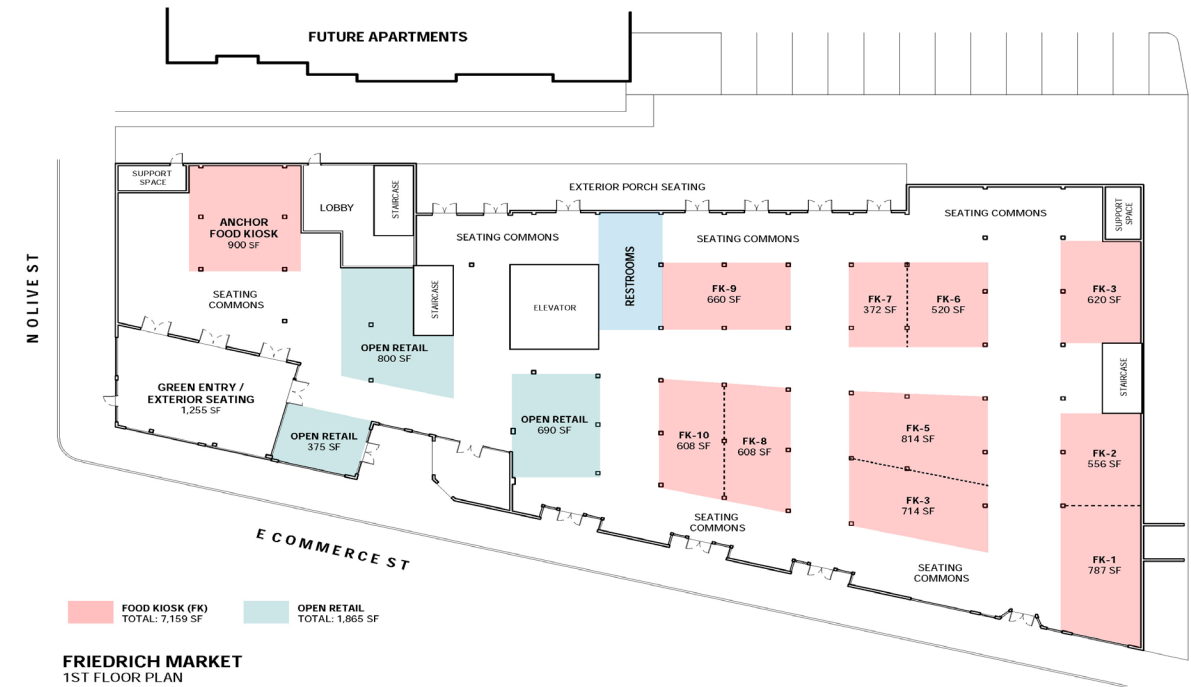 FUTURE APARTMENTS
SUPPORT
SPACE
ANCHOR
FOOD KIOSK
900 SF
LOBBY
STAIRCASE
EXTERIOR PORCH SEATING
SEATING COMMONS
SEATING COMMONS
SEATING COMMONS
SUPPORT
SPACE
N OLIVE ST
SEATING
COMMONS
STAIRCASE
ELEVATOR
RESTROOMS
FK-9
660 SF
FK-7
372 SF
FK-6
520 SF
FK-3
620 SF
OPEN RETAIL
800 SF
STAIRCASE
GREEN ENTRY /
EXTERIOR SEATING
1,255 SF
OPEN RETAIL
375 SF
OPEN RETAIL
690 SF
FK-10
608 SF
FK-8
608 SF
FK-5
814 SF
FK-3
714 SF
FK-2
556 SF
FK-1
787 SF
SEATING
COMMONS
SEATING
COMMONS
E COMMERCE ST
FOOD KIOSK (FK)
TOTAL: 7,159 SF
OPEN RETAIL
TOTAL: 1,865 SF
FRIEDRICH MARKET
1ST FLOOR PLAN